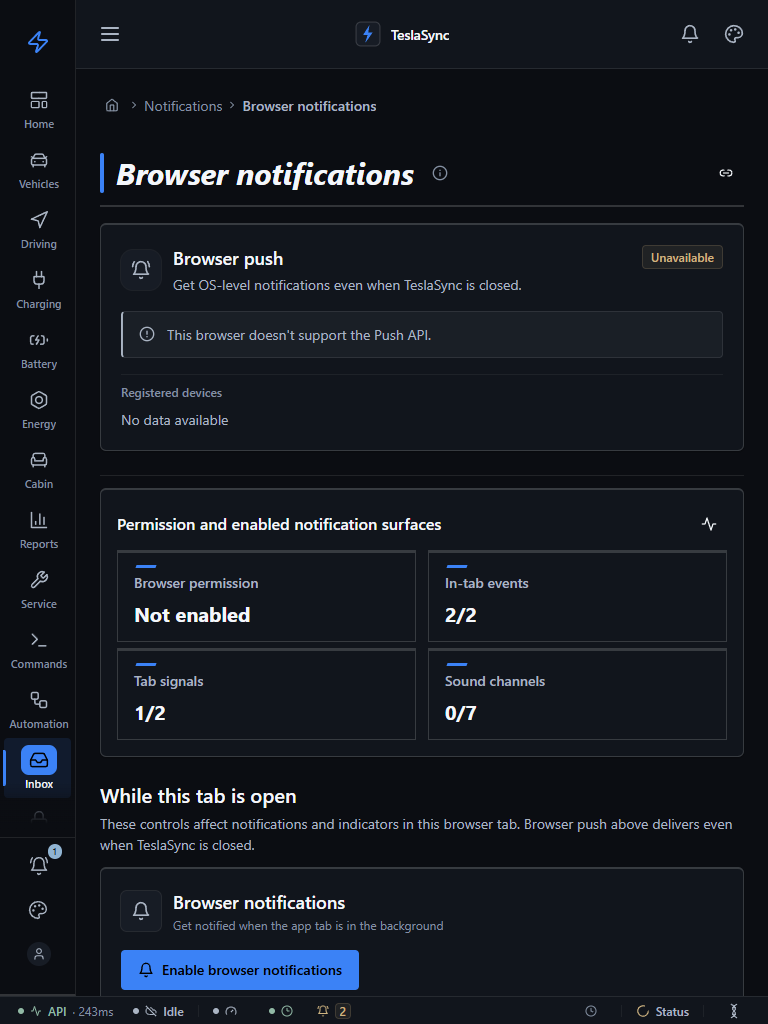 TeslaSync
Home
Vehicles
Driving
Charging
Battery
Energy
Cabin
Reports
Service
Commands
Automation
Inbox
1
Notifications
Browser notifications
Browser notifications
Browser push
Unavailable
Get OS-level notifications even when TeslaSync is closed.
This browser doesn't support the Push API.
Registered devices
No data available
Permission and enabled notification surfaces
Browser permission
Not enabled
In-tab events
2/2
Tab signals
1/2
Sound channels
0/7
While this tab is open
These controls affect notifications and indicators in this browser tab. Browser push above delivers even
when TeslaSync is closed.
Browser notifications
Get notified when the app tab is in the background
Enable browser notifications
API · 243ms
Idle
2
Status